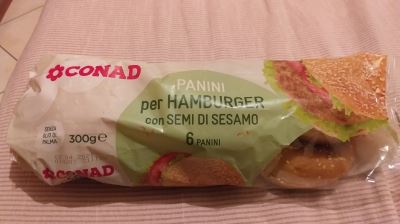 CONAD
PANINI
per HAMBURGER
con SEMI DI SESAMO
6 PANINI
SENZA
OLIO DI
PALMA
300g e
CONAD